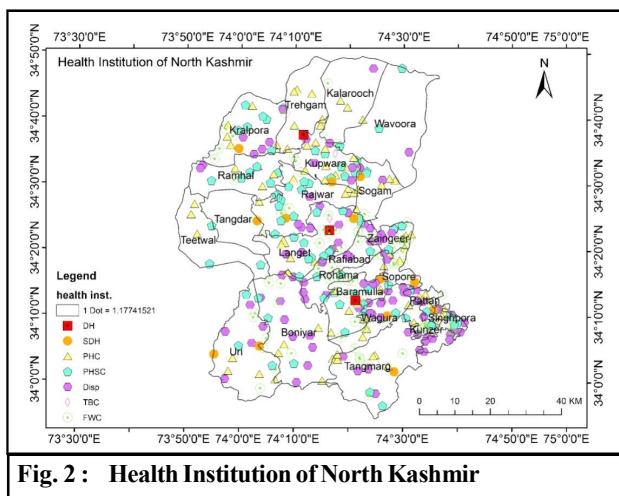 73°30'0"E 73°50'0"E 74°0'0"E 74°10'0"E 74°30'0"E 74°50'0"E 75°0'0"E
Health Institution of North Kashmir
N
34°50'0"N
34°40'0"N
34°30'0"N
34°20'0"N
34°10'0"N
34°0'0"N
Kalarooch
Trehgam
Wavoora
Kralpora
Kupwara
Ramhal
Rajwar
Sogam
Tangdar
Zaingeer
Teetwal
Langet
Rafiabad
Rohama
Sopore
Baramulla
Pattan
Wagura
Singhpora
Kunzer
Boniyar
Uri
Tangmarg
Legend
health inst.
1 Dot = 1.17741521
DH
SDH
PHC
PHSC
Disp
TBC
FWC
0 10 20 40 KM
34°50'0"N
34°40'0"N
34°30'0"N
34°20'0"N
34°10'0"N
34°0'0"N
73°30'0"E 73°50'0"E 74°0'0"E 74°10'0"E 74°30'0"E 74°50'0"E 75°0'0"E
Fig. 2 : Health Institution of North Kashmir